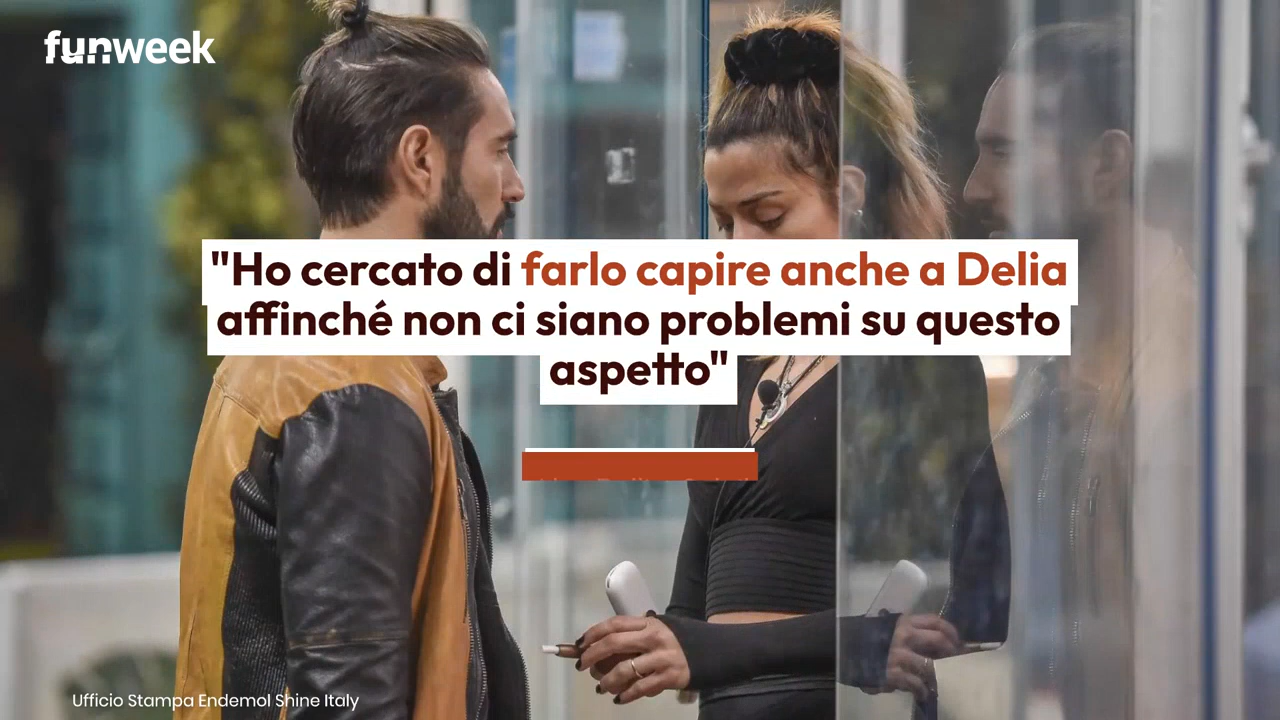 funweek
"Ho cercato di farlo capire anche a Delia
affinché non ci siano problemi su questo
aspetto"
Ufficio Stampa Endemol Shine Italy